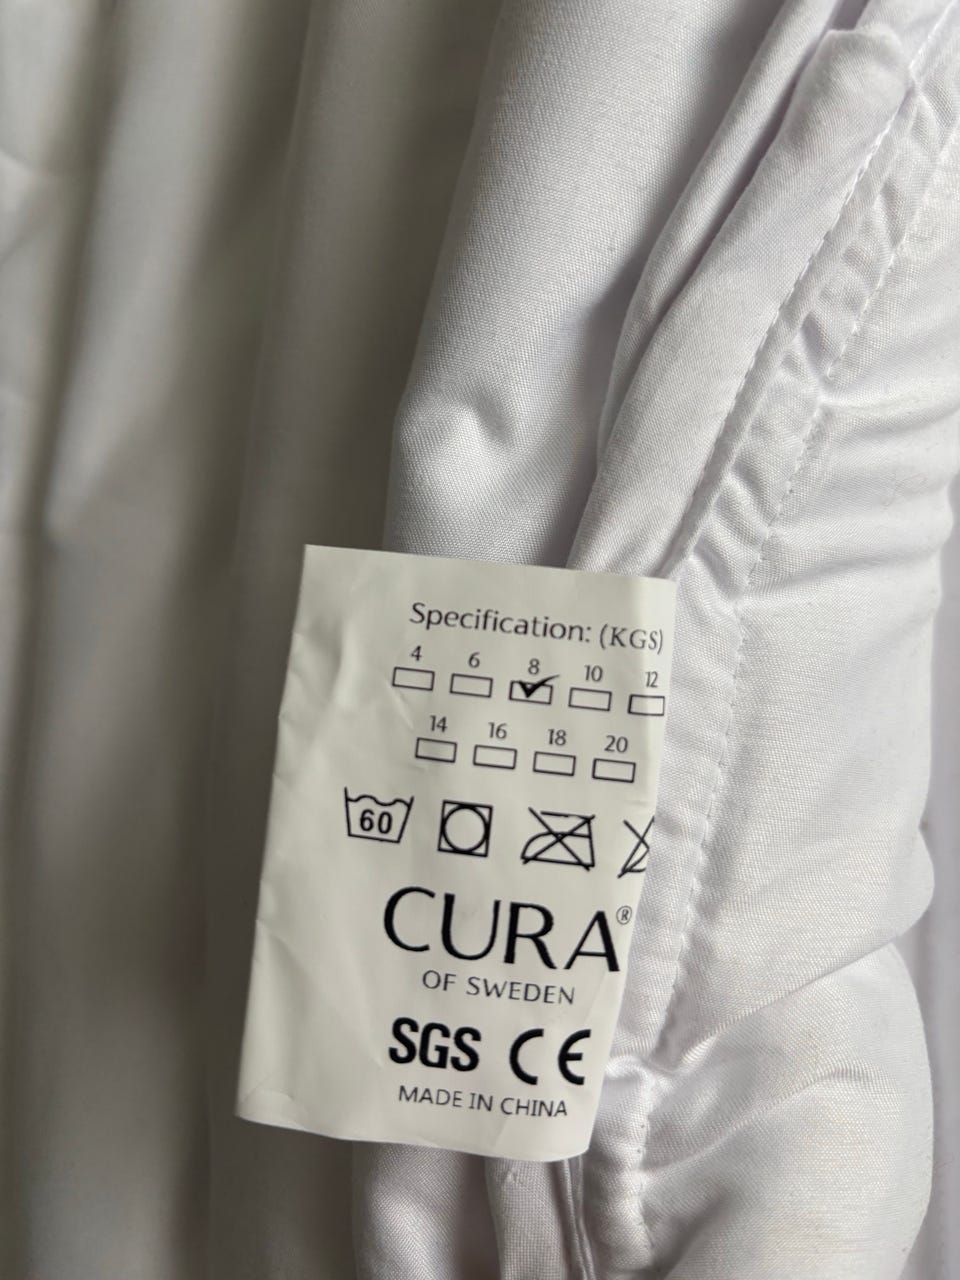 Specification: (KGS)
4 6 8 10 12
14 16 18 20
60
CURA®
OF SWEDEN
SGS CE
MADE IN CHINA